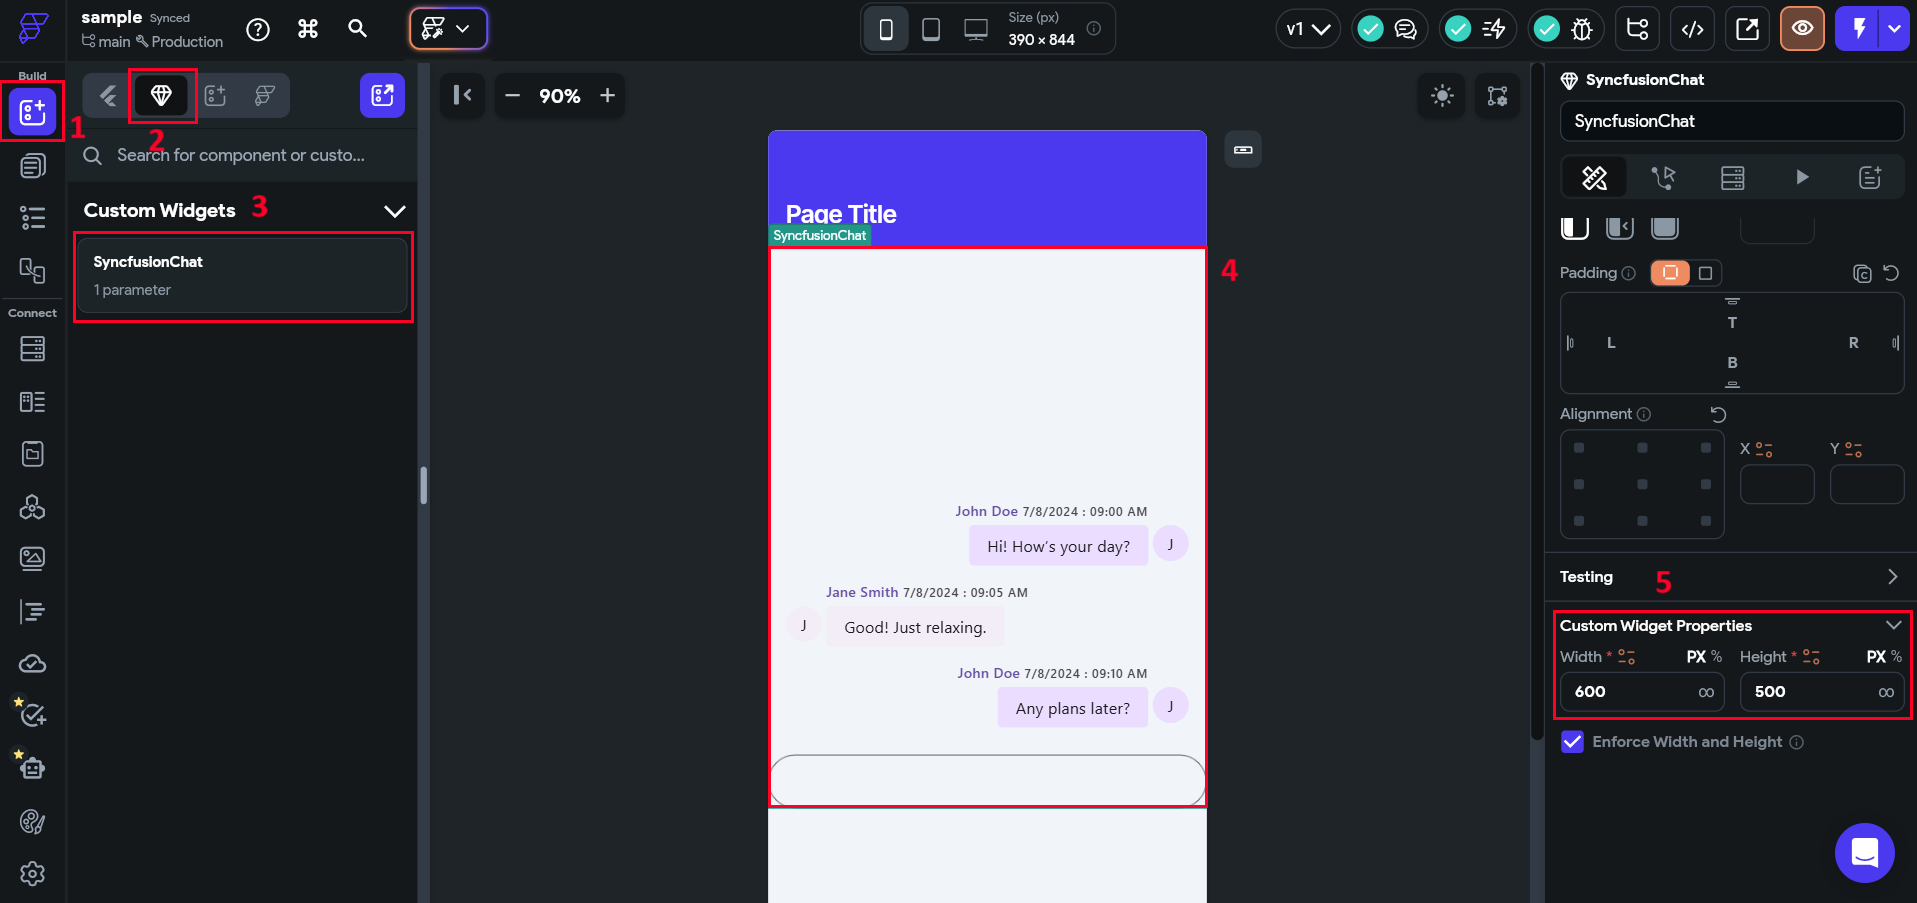 sample Synced
main Production
Size (px)
390 × 844
v1
Build
1
2
Search for component or custo...
Custom Widgets 3
SyncfusionChat
1 parameter
Connect
90%
Page Title
SyncfusionChat
4
John Doe 7/8/2024 : 09:00 AM
Hi! How's your day?
J
Jane Smith 7/8/2024 : 09:05 AM
J
Good! Just relaxing.
John Doe 7/8/2024 : 09:10 AM
Any plans later?
J
SyncfusionChat
SyncfusionChat
Padding
T
L R
B
Alignment
X Y
Testing
5
Custom Widget Properties
Width * PX % Height * PX %
600 ∞ 500 ∞
Enforce Width and Height